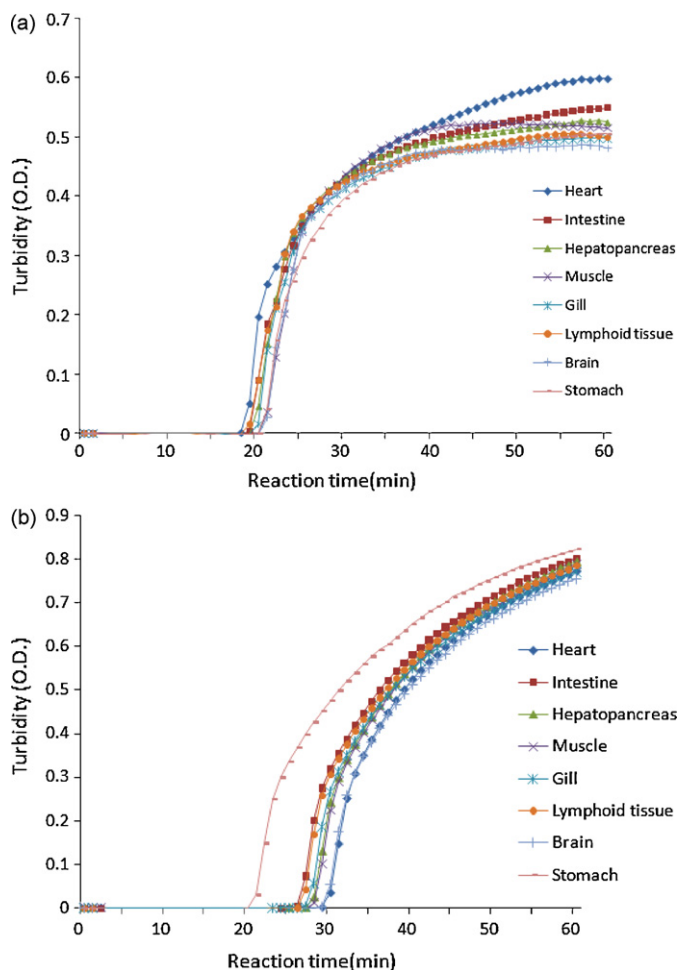 (a)
0.7
0.6
0.5
0.4
0.3
0.2
0.1
0
Turbidity (O.D.)
0 10 20 30 40 50 60
Reaction time(min)
Heart
Intestine
Hepatopancreas
Muscle
Gill
Lymphoid tissue
Brain
Stomach
(b)
0.9
0.8
0.7
0.6
0.5
0.4
0.3
0.2
0.1
0
Turbidity (O.D.)
0 10 20 30 40 50 60
Reaction time(min)
Heart
Intestine
Hepatopancreas
Muscle
Gill
Lymphoid tissue
Brain
Stomach